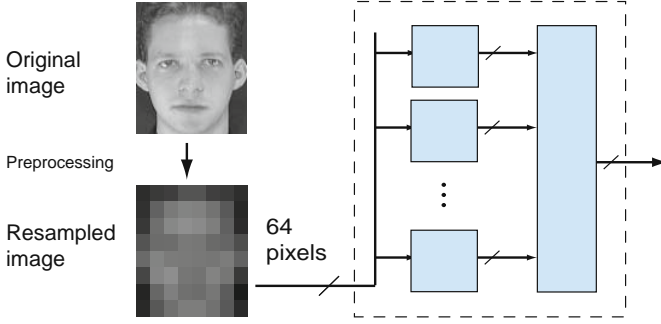 Original
image
Preprocessing
Resampled
image
64
pixels